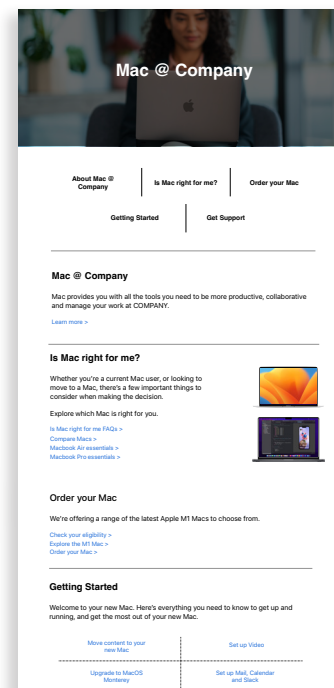 Mac @ Company
About Mac @
Company
Is Mac right for me?
Order your Mac
Getting Started
Get Support
Mac @ Company
Mac provides you with all the tools you need to be more productive, collaborative
and manage your work at COMPANY.
Learn more >
Is Mac right for me?
Whether you're a current Mac user, or looking to
move to a Mac, there's a few important things to
consider when making the decision.
Explore which Mac is right for you.
Is Mac right for me FAQs >
Compare Macs >
Macbook Air essentials >
Macbook Pro essentials >
Order your Mac
We're offering a range of the latest Apple M1 Macs to choose from.
Check your eligibility >
Explore the M1 Mac >
Order your Mac >
Getting Started
Welcome to your new Mac. Here's everything you need to know to get up and
running, and get the most out of your new Mac.
Move content to your
new Mac
Set up Video
Upgrade to MacOS
Monterey
Set up Mail, Calendar
and Slack